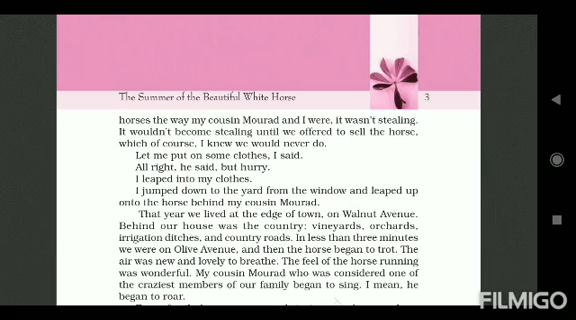 The Summer of the Beautiful White Horse 3
horses the way my cousin Mourad and I were, it wasn't stealing.
It wouldn't become stealing until we offered to sell the horse,
which of course, I knew we would never do.
Let me put on some clothes, I said.
All right, he said, but hurry.
I leaped into my clothes.
I jumped down to the yard from the window and leaped up
onto the horse behind my cousin Mourad.
That year we lived at the edge of town, on Walnut Avenue.
Behind our house was the country: vineyards, orchards,
irrigation ditches, and country roads. In less than three minutes
we were on Olive Avenue, and then the horse began to trot. The
air was new and lovely to breathe. The feel of the horse running
was wonderful. My cousin Mourad who was considered one of
the craziest members of our family began to sing. I mean, he
began to roar.
FILMIGO